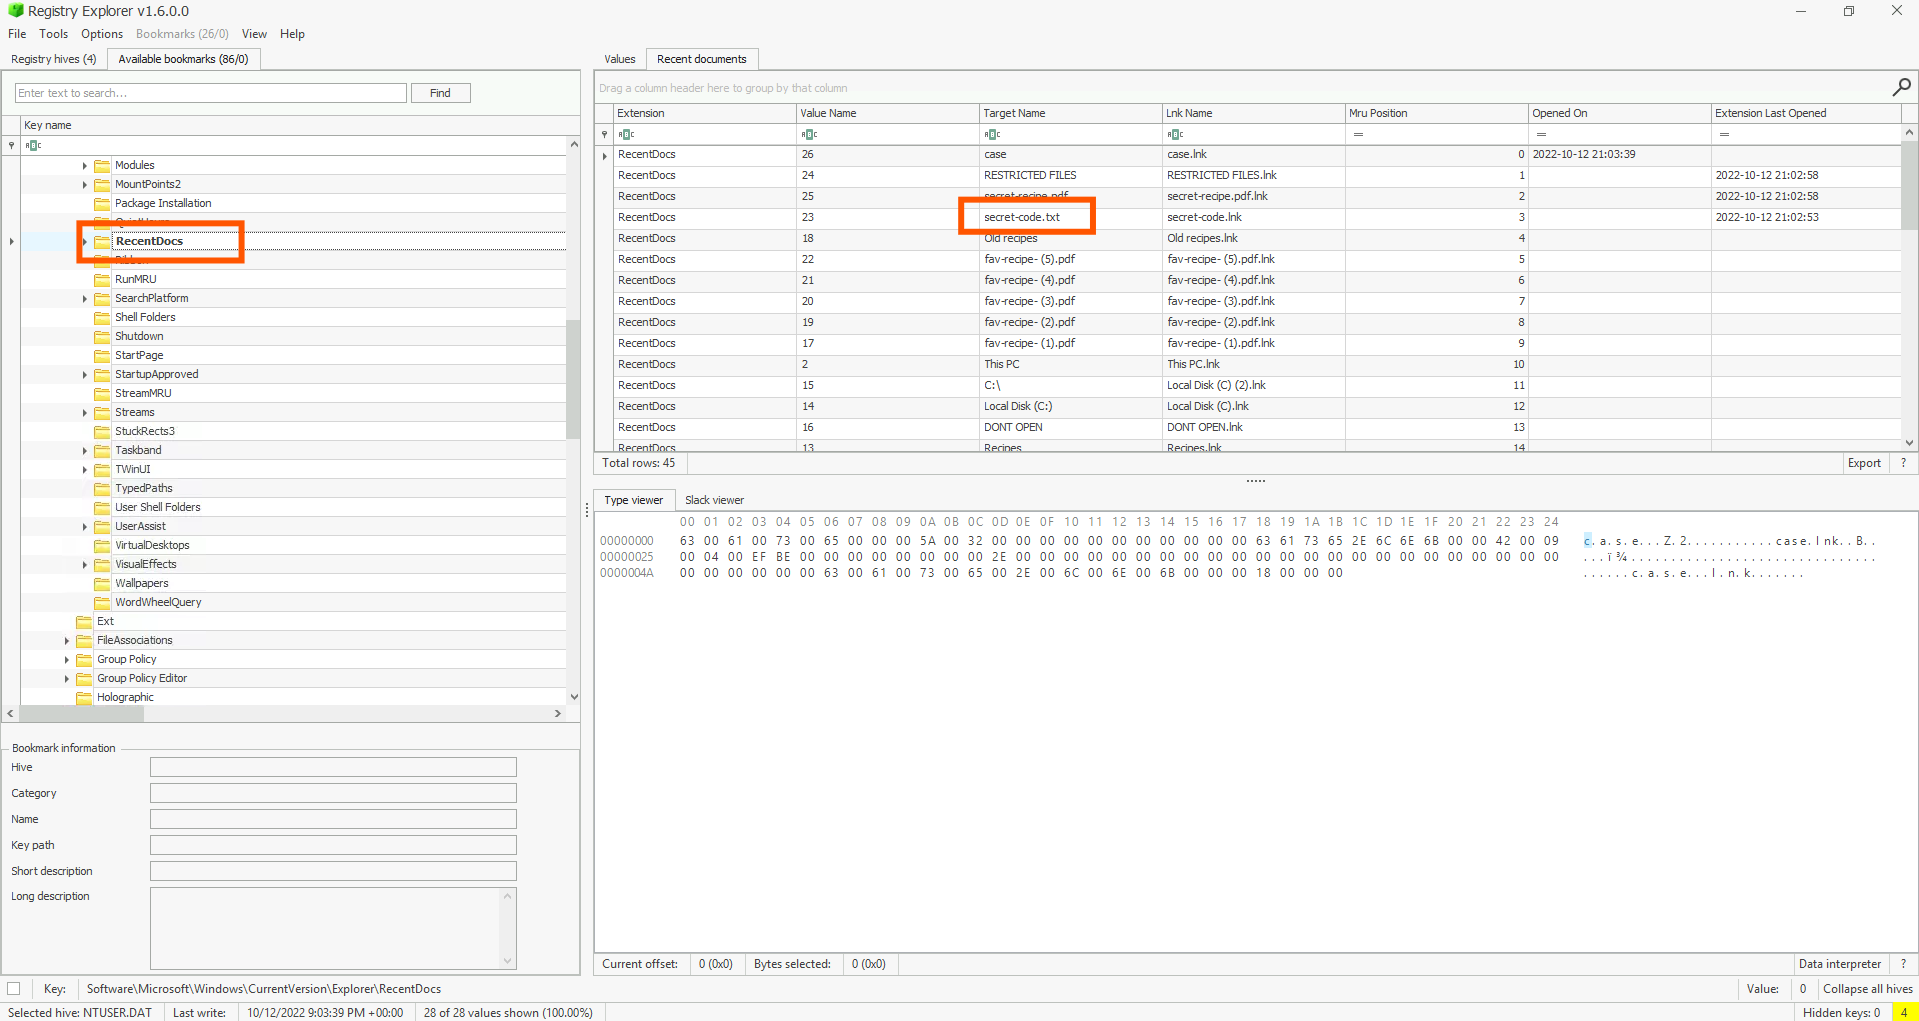 Registry Explorer v1.6.0.0
File Tools Options Bookmarks (26/0) View Help
Registry hives (4) Available bookmarks (86/0)
Enter text to search... Find
Key name
Modules
MountPoints2
Package Installation
RecentDocs
Ribbon
RunMRU
SearchPlatform
Shell Folders
Shutdown
StartPage
StartupApproved
StreamMRU
Streams
StuckRects3
Taskband
TWinUI
TypedPaths
User Shell Folders
UserAssist
VirtualDesktops
VisualEffects
Wallpapers
WordWheelQuery
Ext
FileAssociations
Group Policy
Group Policy Editor
Holographic
Bookmark information
Hive
Category
Name
Key path
Short description
Long description
Values Recent documents
Drag a column header here to group by that column
Extension Value Name Target Name Lnk Name Mru Position Opened On Extension Last Opened
RecentDocs 26 case case.lnk 0 2022-10-12 21:03:39
RecentDocs 24 RESTRICTED FILES RESTRICTED FILES.lnk 1 2022-10-12 21:02:58
RecentDocs 25 secret-recipe.pdf secret-recipe.pdf.lnk 2 2022-10-12 21:02:58
RecentDocs 23 secret-code.txt secret-code.lnk 3 2022-10-12 21:02:53
RecentDocs 18 Old recipes Old recipes.lnk 4
RecentDocs 22 fav-recipe- (5).pdf fav-recipe- (5).pdf.lnk 5
RecentDocs 21 fav-recipe- (4).pdf fav-recipe- (4).pdf.lnk 6
RecentDocs 20 fav-recipe- (3).pdf fav-recipe- (3).pdf.lnk 7
RecentDocs 19 fav-recipe- (2).pdf fav-recipe- (2).pdf.lnk 8
RecentDocs 17 fav-recipe- (1).pdf fav-recipe- (1).pdf.lnk 9
RecentDocs 2 This PC This PC.lnk 10
RecentDocs 15 C:\ Local Disk (C) (2).lnk 11
RecentDocs 14 Local Disk (C:) Local Disk (C).lnk 12
RecentDocs 16 DONT OPEN DONT OPEN.lnk 13
RecentDocs 13 Recipes Recipes.lnk 14
Total rows: 45 Export ?
Type viewer Slack viewer
00 01 02 03 04 05 06 07 08 09 0A 0B 0C 0D 0E 0F 10 11 12 13 14 15 16 17 18 19 1A 1B 1C 1D 1E 1F 20 21 22 23 24
00000000 63 00 61 00 73 00 65 00 00 00 5A 00 32 00 00 00 00 00 00 00 00 00 00 00 63 61 73 65 2E 6C 6E 6B 00 00 42 00 09 c.a.s.e...Z.2...........case.lnk..B..
00000025 00 04 00 EF BE 00 00 00 00 00 00 00 00 2E 00 00 00 00 00 00 00 00 00 00 00 00 00 00 00 00 00 00 00 00 00 00 00 ...ï¾................................
0000004A 00 00 00 00 00 00 63 00 61 00 73 00 65 00 2E 00 6C 00 6E 00 6B 00 00 00 18 00 00 00 ......c.a.s.e...l.n.k.......
Current offset: 0 (0x0) Bytes selected: 0 (0x0) Data interpreter ?
Key: Software\Microsoft\Windows\CurrentVersion\Explorer\RecentDocs Value: 0 Collapse all hives
Selected hive: NTUSER.DAT Last write: 10/12/2022 9:03:39 PM +00:00 28 of 28 values shown (100.00%) Hidden keys: 0 4